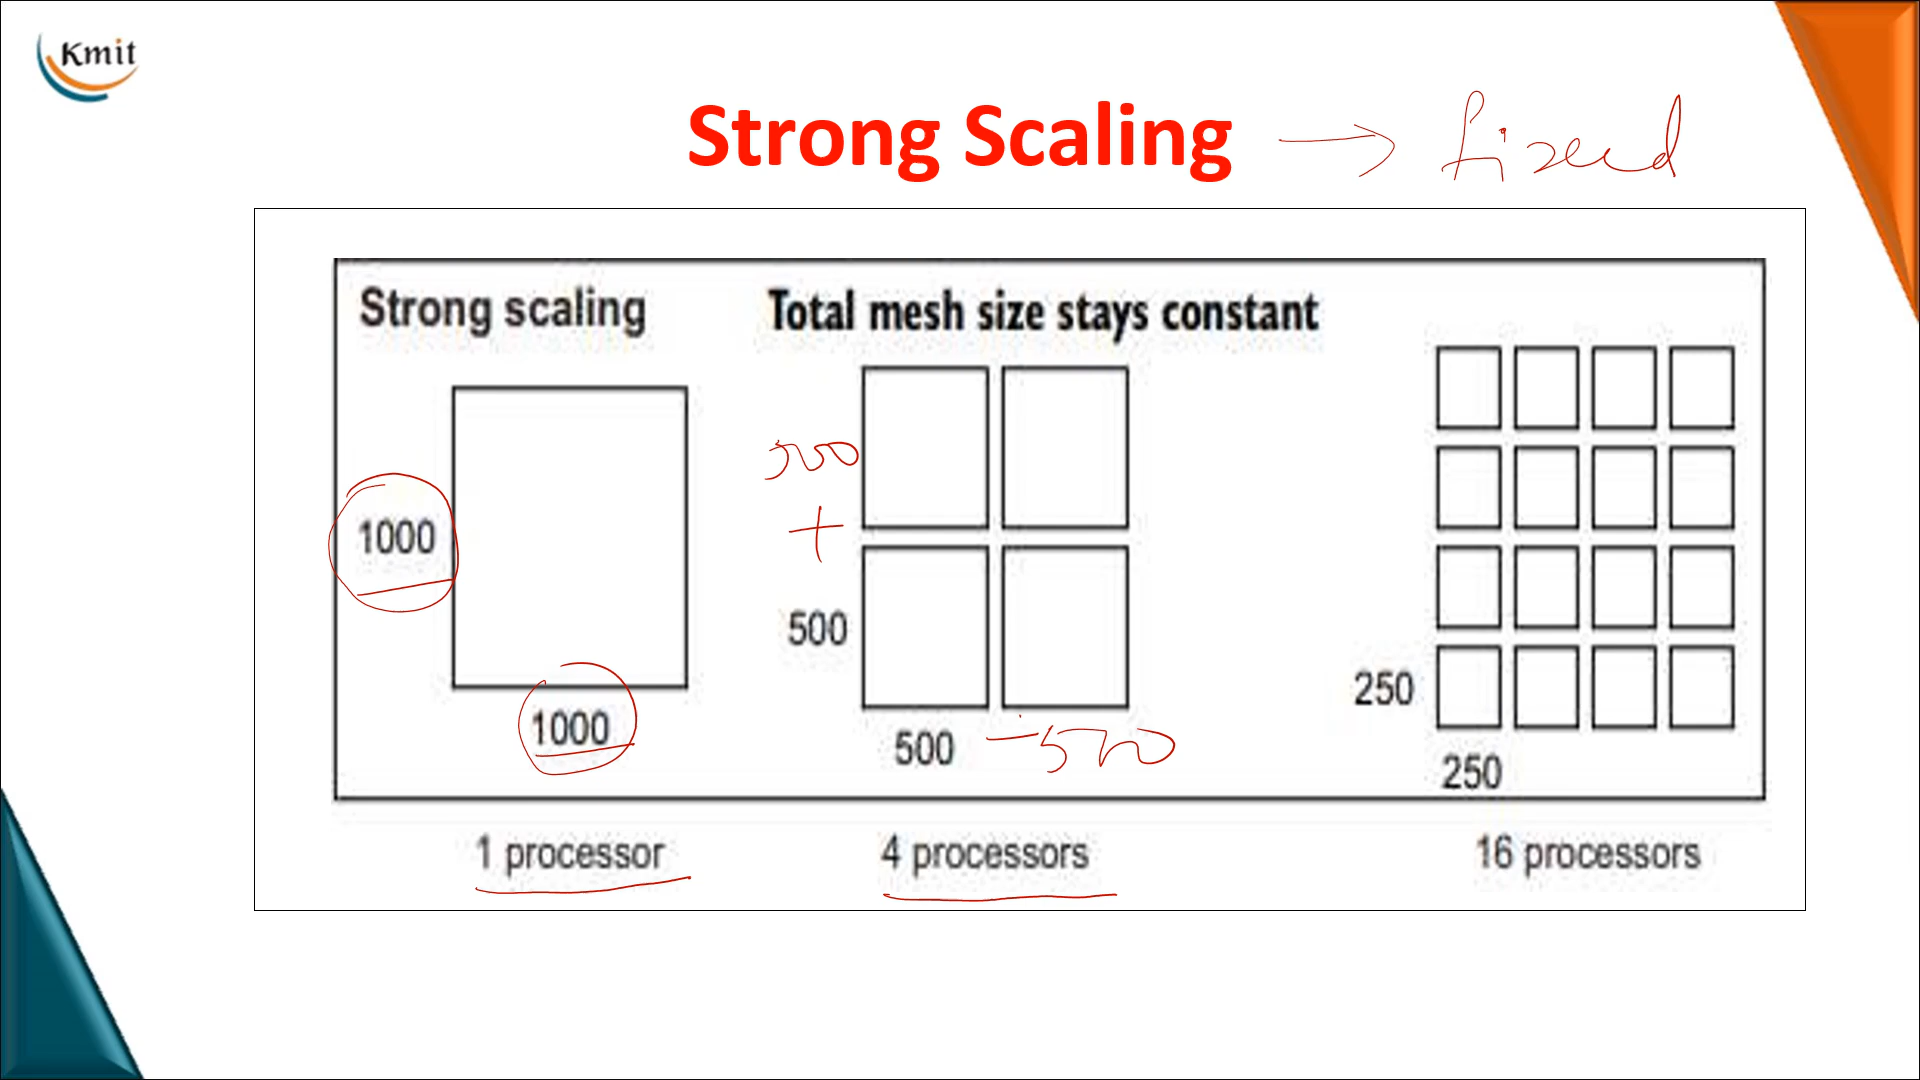 Kmit
Strong Scaling → fixed
Strong scaling
Total mesh size stays constant
500
1000
+
500
250
1000
500 500
250
1 processor
4 processors
16 processors